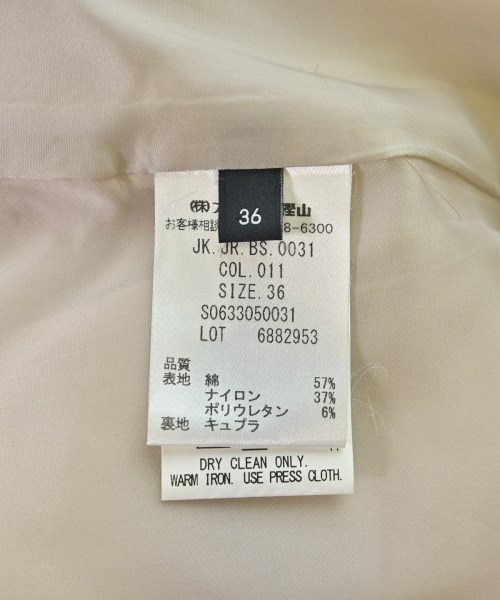 36
(株) 樫山
お客様相談 8-6300
JK.JR.BS.0031
COL.011
SIZE.36
S0633050031
LOT 6882953
品質
表地 綿 57%
ナイロン 37%
ポリウレタン 6%
裏地 キュプラ
DRY CLEAN ONLY.
WARM IRON. USE PRESS CLOTH.